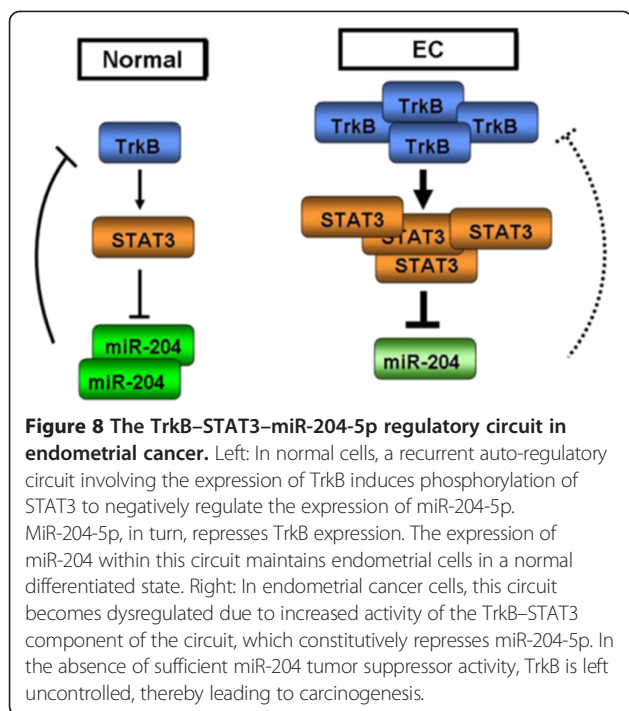 Normal
EC
TrkB
TrkB
TrkB
TrkB
TrkB
STAT3
STAT3
STAT3
STAT3
STAT3
miR-204
miR-204
miR-204
Figure 8 The TrkB–STAT3–miR-204-5p regulatory circuit in
endometrial cancer. Left: In normal cells, a recurrent auto-regulatory
circuit involving the expression of TrkB induces phosphorylation of
STAT3 to negatively regulate the expression of miR-204-5p.
MiR-204-5p, in turn, represses TrkB expression. The expression of
miR-204 within this circuit maintains endometrial cells in a normal
differentiated state. Right: In endometrial cancer cells, this circuit
becomes dysregulated due to increased activity of the TrkB–STAT3
component of the circuit, which constitutively represses miR-204-5p. In
the absence of sufficient miR-204 tumor suppressor activity, TrkB is left
uncontrolled, thereby leading to carcinogenesis.